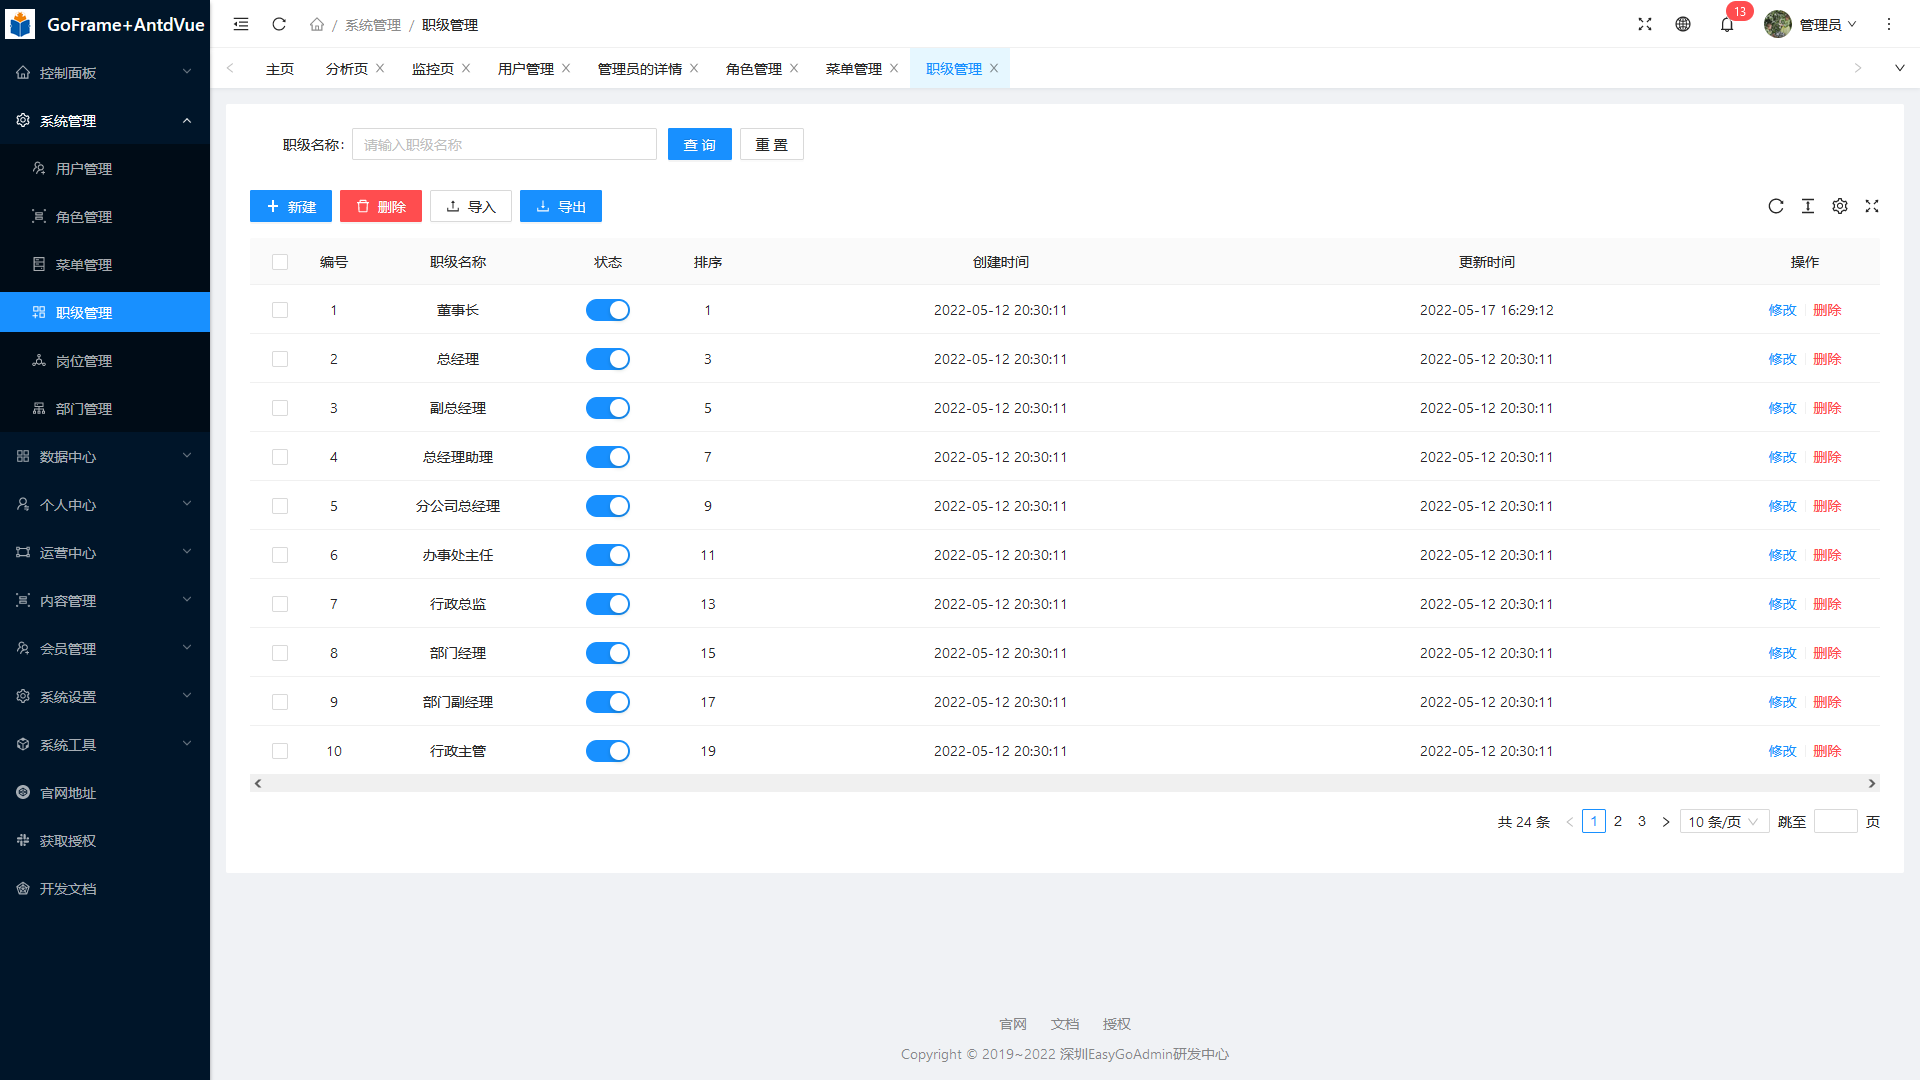 GoFrame+AntdVue
控制面板
系统管理
用户管理
角色管理
菜单管理
职级管理
岗位管理
部门管理
数据中心
个人中心
运营中心
内容管理
会员管理
系统设置
系统工具
官网地址
获取授权
开发文档
/ 系统管理 / 职级管理
13
管理员
主页 分析页 监控页 用户管理 管理员的详情 角色管理 菜单管理 职级管理
职级名称: 请输入职级名称 查 询 重 置
新建 删除 导入 导出
编号 职级名称 状态 排序 创建时间 更新时间 操作
1 董事长 1 2022-05-12 20:30:11 2022-05-17 16:29:12 修改 删除
2 总经理 3 2022-05-12 20:30:11 2022-05-12 20:30:11 修改 删除
3 副总经理 5 2022-05-12 20:30:11 2022-05-12 20:30:11 修改 删除
4 总经理助理 7 2022-05-12 20:30:11 2022-05-12 20:30:11 修改 删除
5 分公司总经理 9 2022-05-12 20:30:11 2022-05-12 20:30:11 修改 删除
6 办事处主任 11 2022-05-12 20:30:11 2022-05-12 20:30:11 修改 删除
7 行政总监 13 2022-05-12 20:30:11 2022-05-12 20:30:11 修改 删除
8 部门经理 15 2022-05-12 20:30:11 2022-05-12 20:30:11 修改 删除
9 部门副经理 17 2022-05-12 20:30:11 2022-05-12 20:30:11 修改 删除
10 行政主管 19 2022-05-12 20:30:11 2022-05-12 20:30:11 修改 删除
共 24 条 1 2 3 10 条/页 跳至 页
官网 文档 授权
Copyright © 2019~2022 深圳EasyGoAdmin研发中心